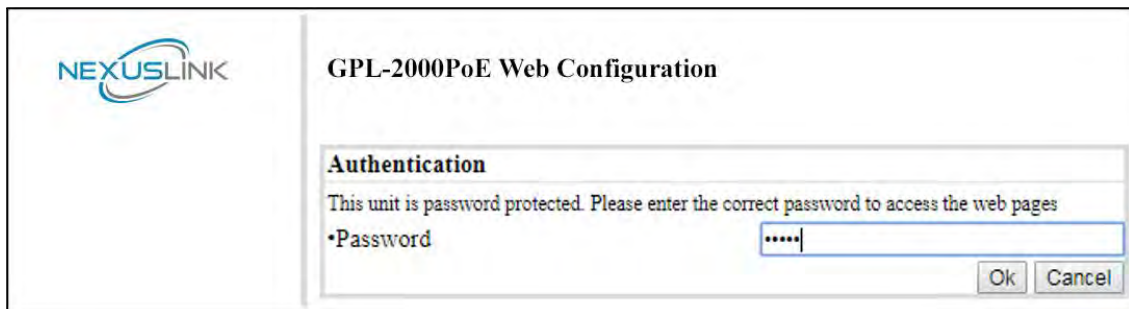 NEXUSLINK
GPL-2000PoE Web Configuration
Authentication
This unit is password protected. Please enter the correct password to access the web pages
•Password •••••
Ok Cancel